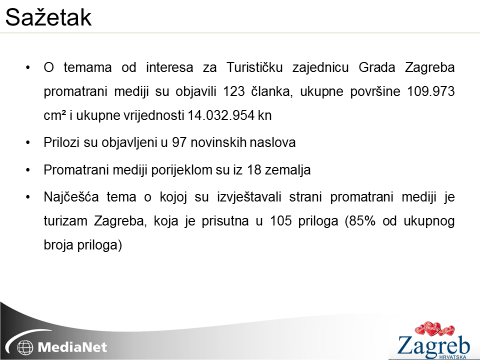 Sažetak
• O temama od interesa za Turističku zajednicu Grada Zagreba
promatrani mediji su objavili 123 članka, ukupne površine 109.973
cm² i ukupne vrijednosti 14.032.954 kn
• Prilozi su objavljeni u 97 novinskih naslova
• Promatrani mediji porijeklom su iz 18 zemalja
• Najčešća tema o kojoj su izvještavali strani promatrani mediji je
turizam Zagreba, koja je prisutna u 105 priloga (85% od ukupnog
broja priloga)
MediaNet
Zagreb
HRVATSKA